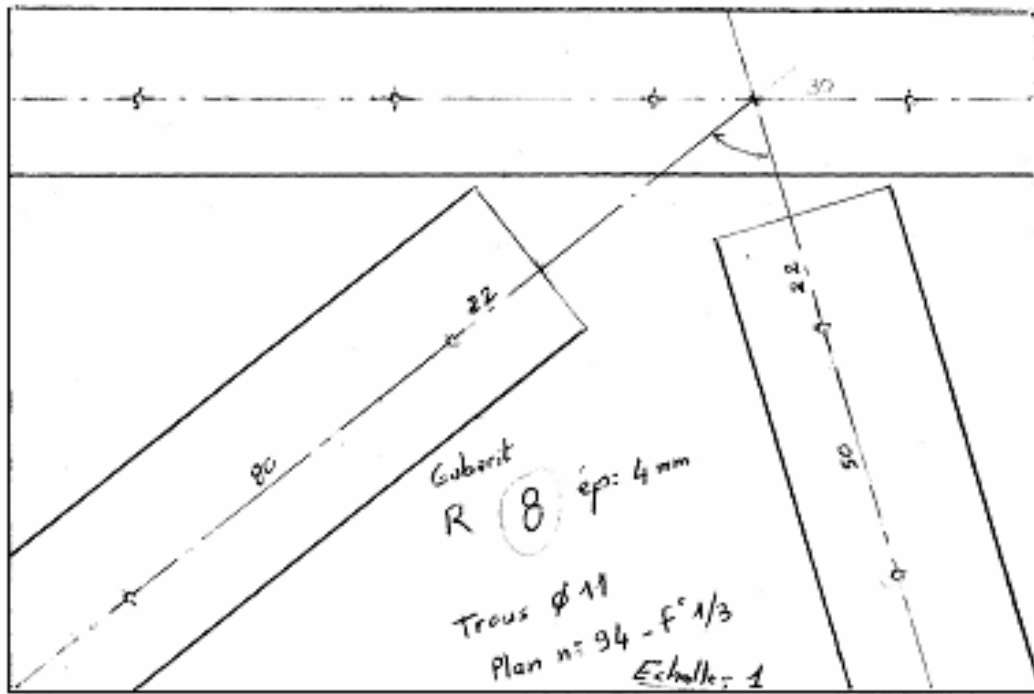 30
22
22
80
50
Gabarit
R 8 ép: 4 mm
Trous ø 11
Plan n: 94 - f° 1/3
Echelle: 1